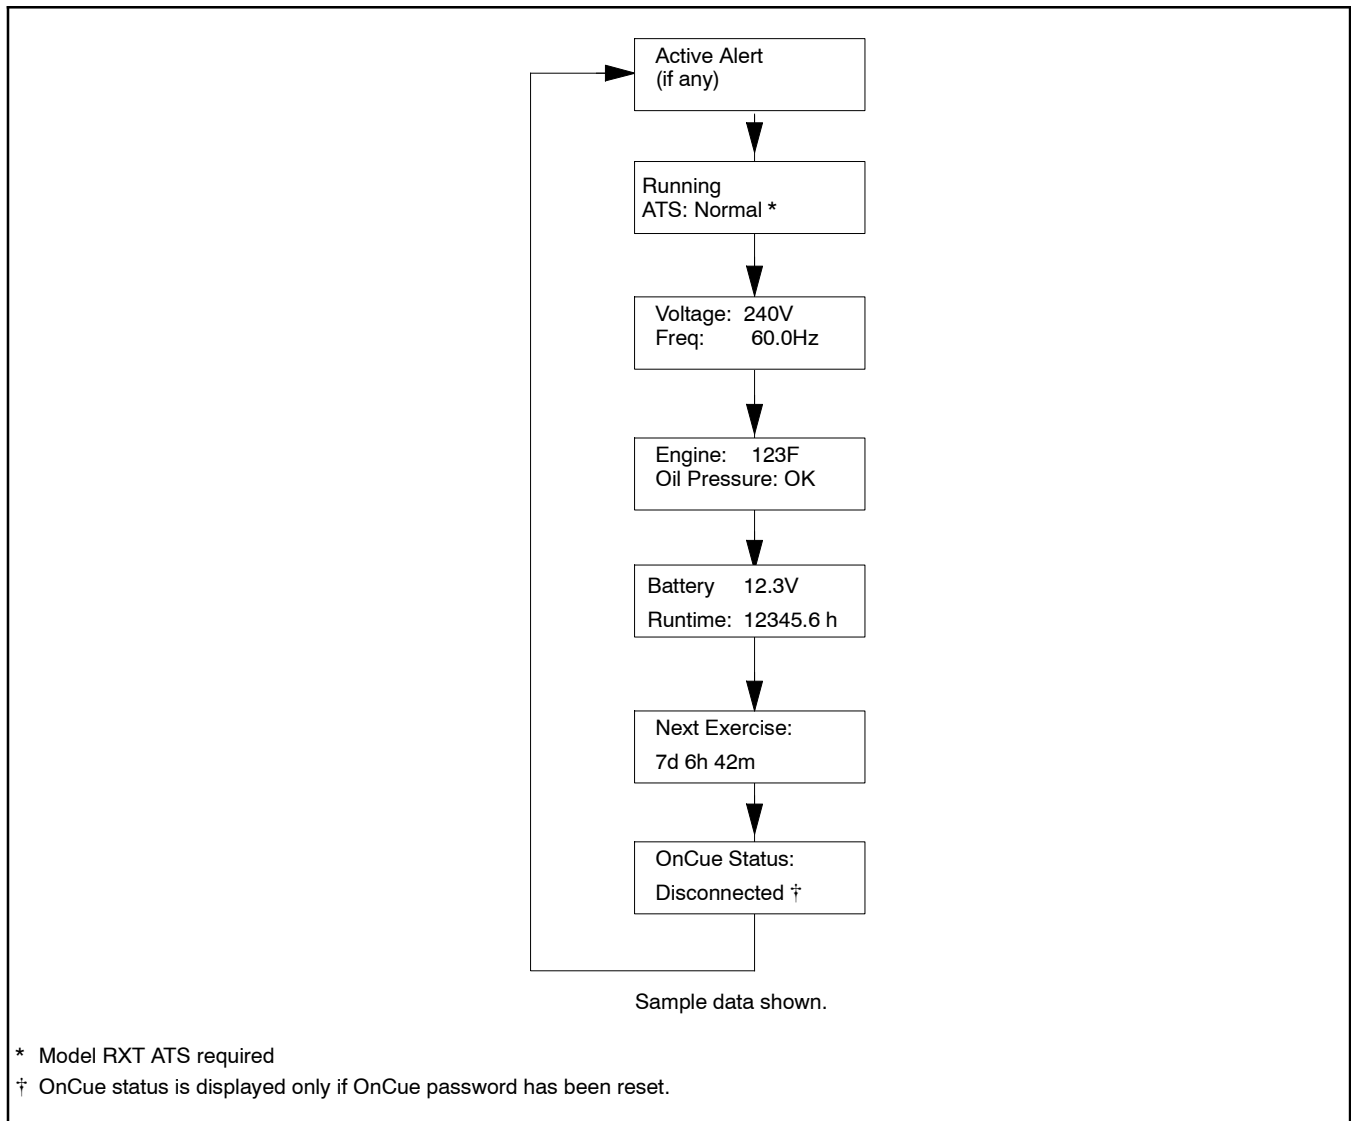 Active Alert
(if any)
Running
ATS: Normal *
Voltage: 240V
Freq: 60.0Hz
Engine: 123F
Oil Pressure: OK
Battery 12.3V
Runtime: 12345.6 h
Next Exercise:
7d 6h 42m
OnCue Status:
Disconnected †
Sample data shown.
* Model RXT ATS required
† OnCue status is displayed only if OnCue password has been reset.